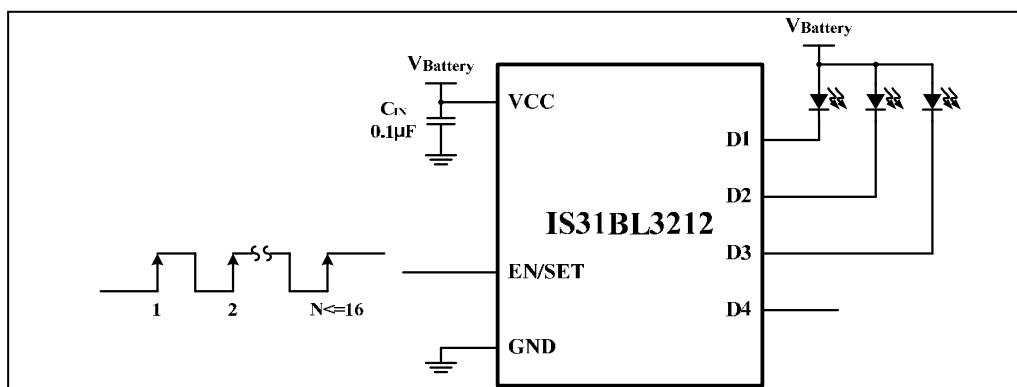 VBattery
VBattery
VCC
CIN
0.1µF
D1
D2
IS31BL3212
D3
EN/SET
1
2
N<=16
D4
GND